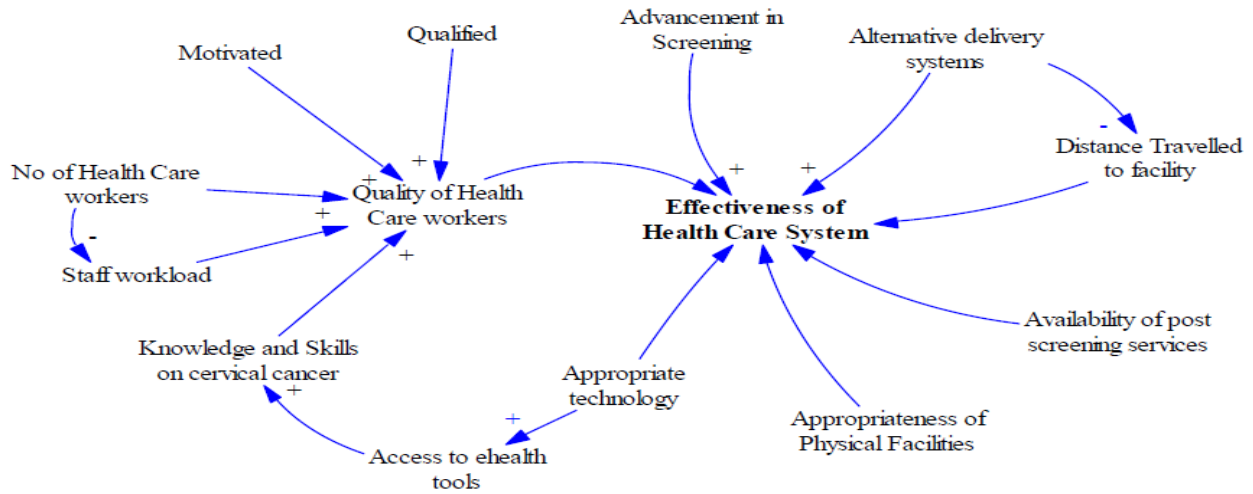 Advancement in
Screening
Qualified
Motivated
Alternative delivery
systems
-
Distance Travelled
to facility
No of Health Care
workers
+
+
+
+
+
Quality of Health
Care workers
+
+
Effectiveness of
Health Care System
-
Staff workload
Knowledge and Skills
on cervical cancer
+
Availability of post
screening services
Appropriate
technology
+
Appropriateness of
Physical Facilities
Access to ehealth
tools